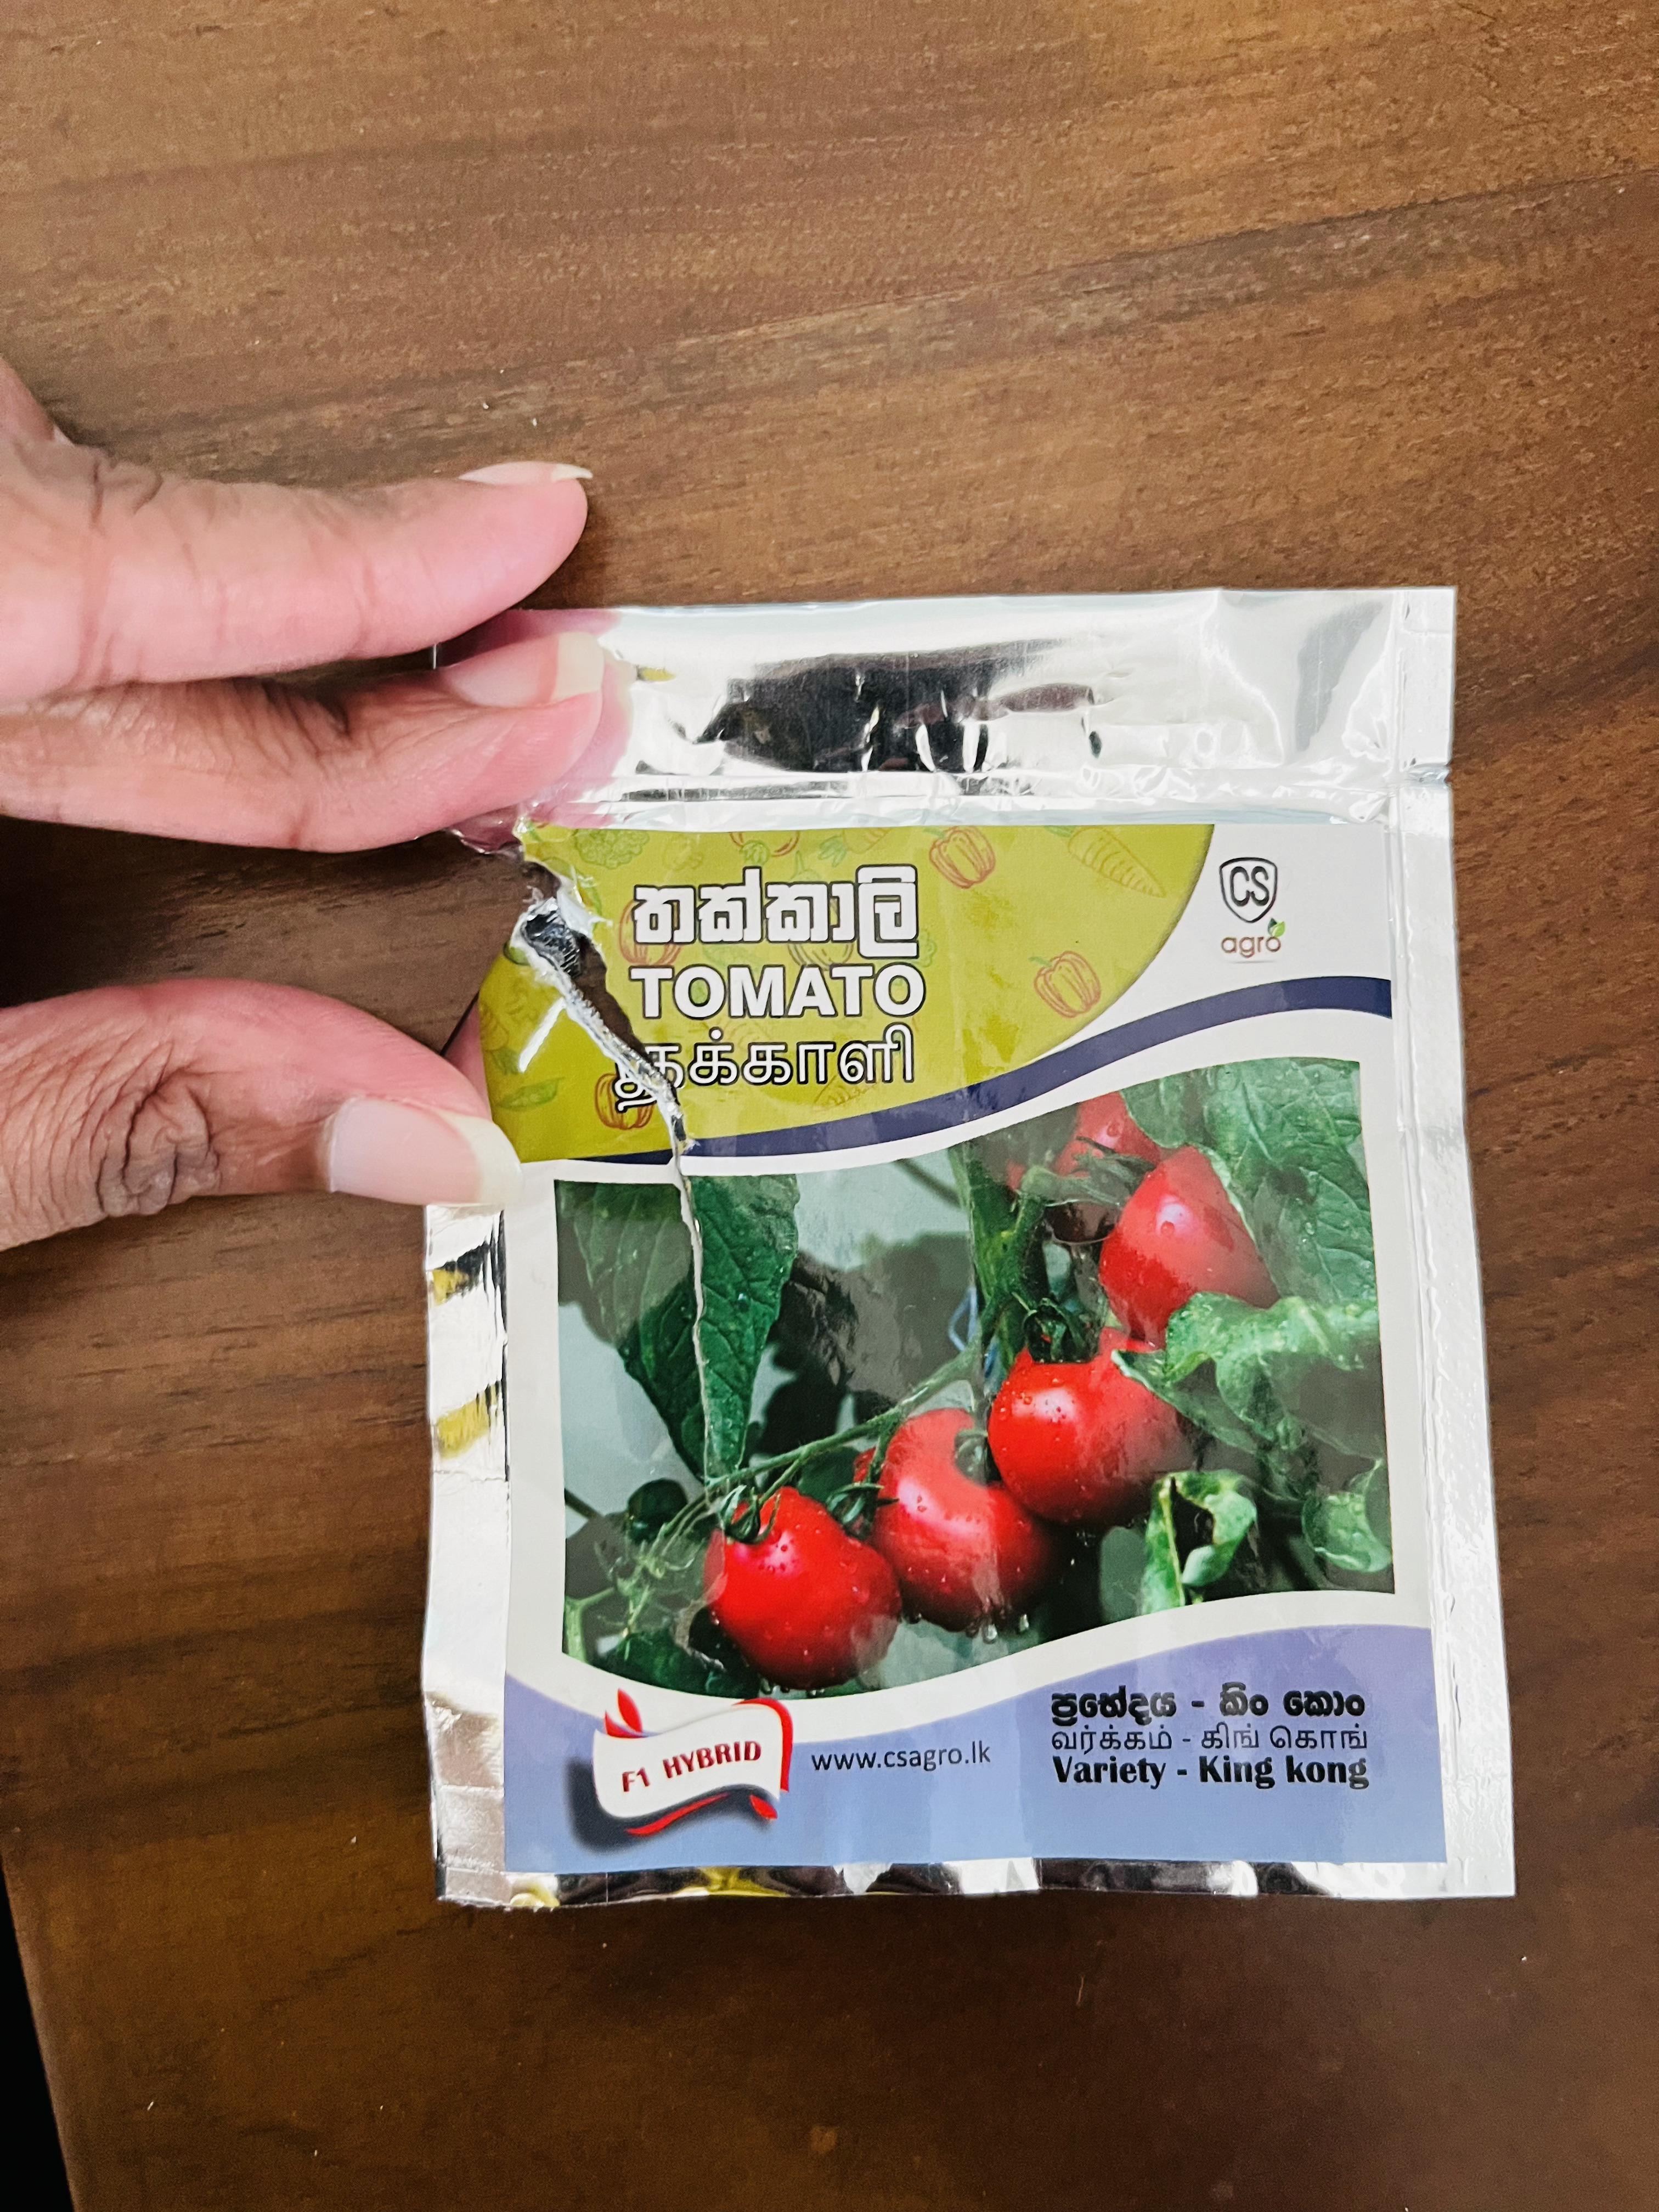 තක්කාලි
TOMATO
தக்காளி
CS
agro
F1 HYBRID
www.csagro.lk
ප්‍රභේදය - කිං කොං
வர்க்கம் - கிங் கொங்
Variety - King kong